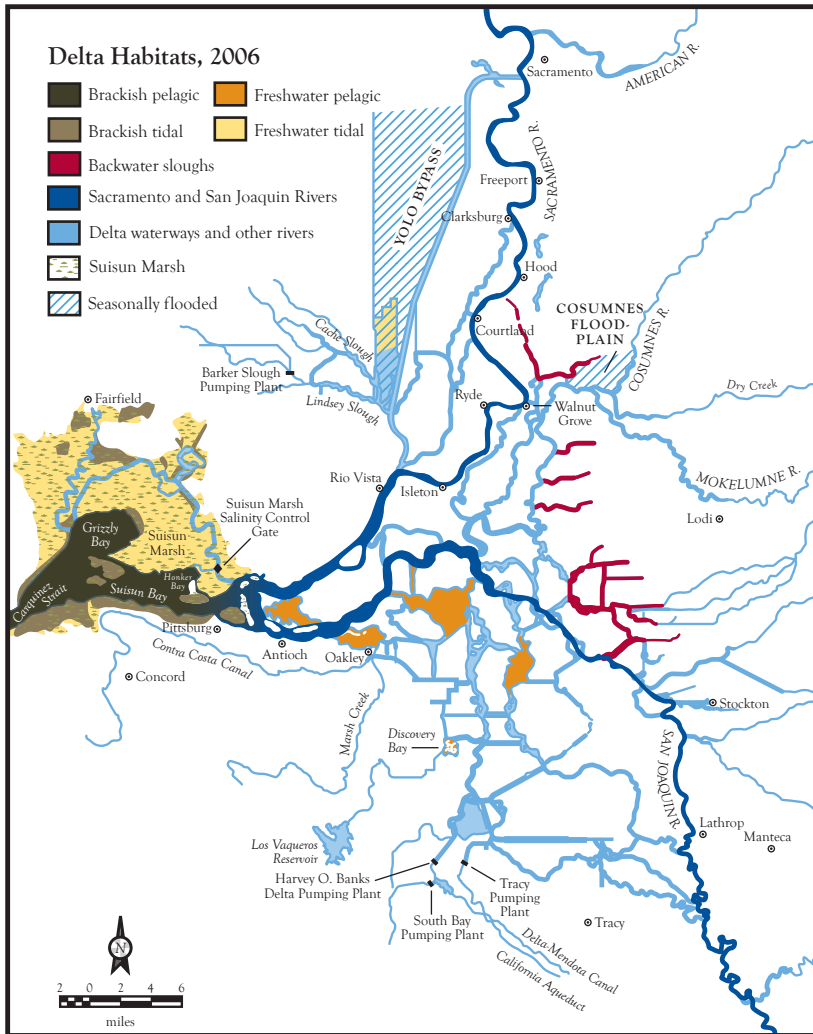 Delta Habitats, 2006
Brackish pelagic
Freshwater pelagic
Brackish tidal
Freshwater tidal
Backwater sloughs
Sacramento and San Joaquin Rivers
Delta waterways and other rivers
Suisun Marsh
Seasonally flooded
Sacramento
AMERICAN R.
SACRAMENTO R.
YOLO BYPASS
Freeport
Clarksburg
Hood
Courtland
COSUMNES
FLOOD-
PLAIN
COSUMNES R.
Cache Slough
Barker Slough
Pumping Plant
Lindsey Slough
Ryde
Walnut
Grove
Dry Creek
Fairfield
MOKELUMNE R.
Rio Vista
Isleton
Lodi
Suisun Marsh
Salinity Control
Gate
Grizzly
Bay
Suisun
Marsh
Honker
Bay
Suisun Bay
Carquinez
Strait
Pittsburg
Antioch
Oakley
Contra Costa Canal
Concord
Marsh Creek
Stockton
Discovery
Bay
SAN JOAQUIN R.
Los Vaqueros
Reservoir
Lathrop
Manteca
Harvey O. Banks
Delta Pumping Plant
Tracy
Pumping
Plant
South Bay
Pumping Plant
Tracy
Delta-Mendota Canal
California Aqueduct
N
2 0 2 4 6
miles